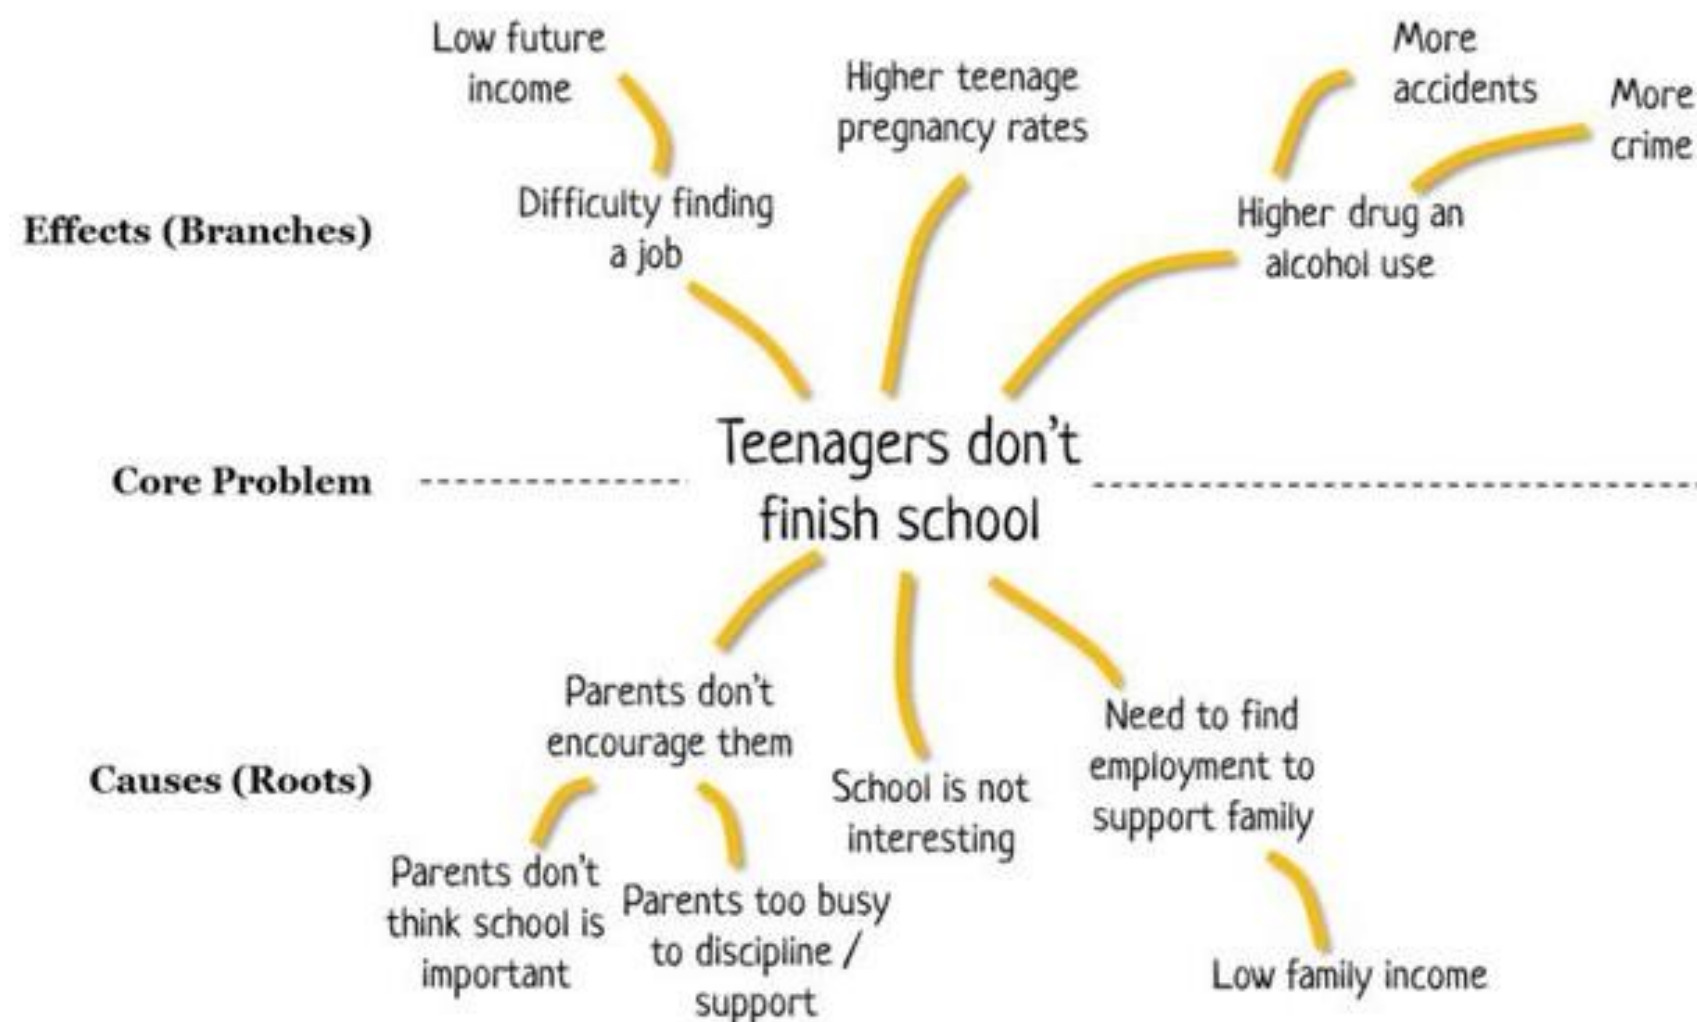 Low future
income
Higher teenage
pregnancy rates
More
accidents
More
crime
Difficulty finding
a job
Higher drug an
alcohol use
Effects (Branches)
Teenagers don't
finish school
Core Problem
Parents don't
encourage them
School is not
interesting
Need to find
employment to
support family
Causes (Roots)
Parents don't
think school is
important
Parents too busy
to discipline /
support
Low family income